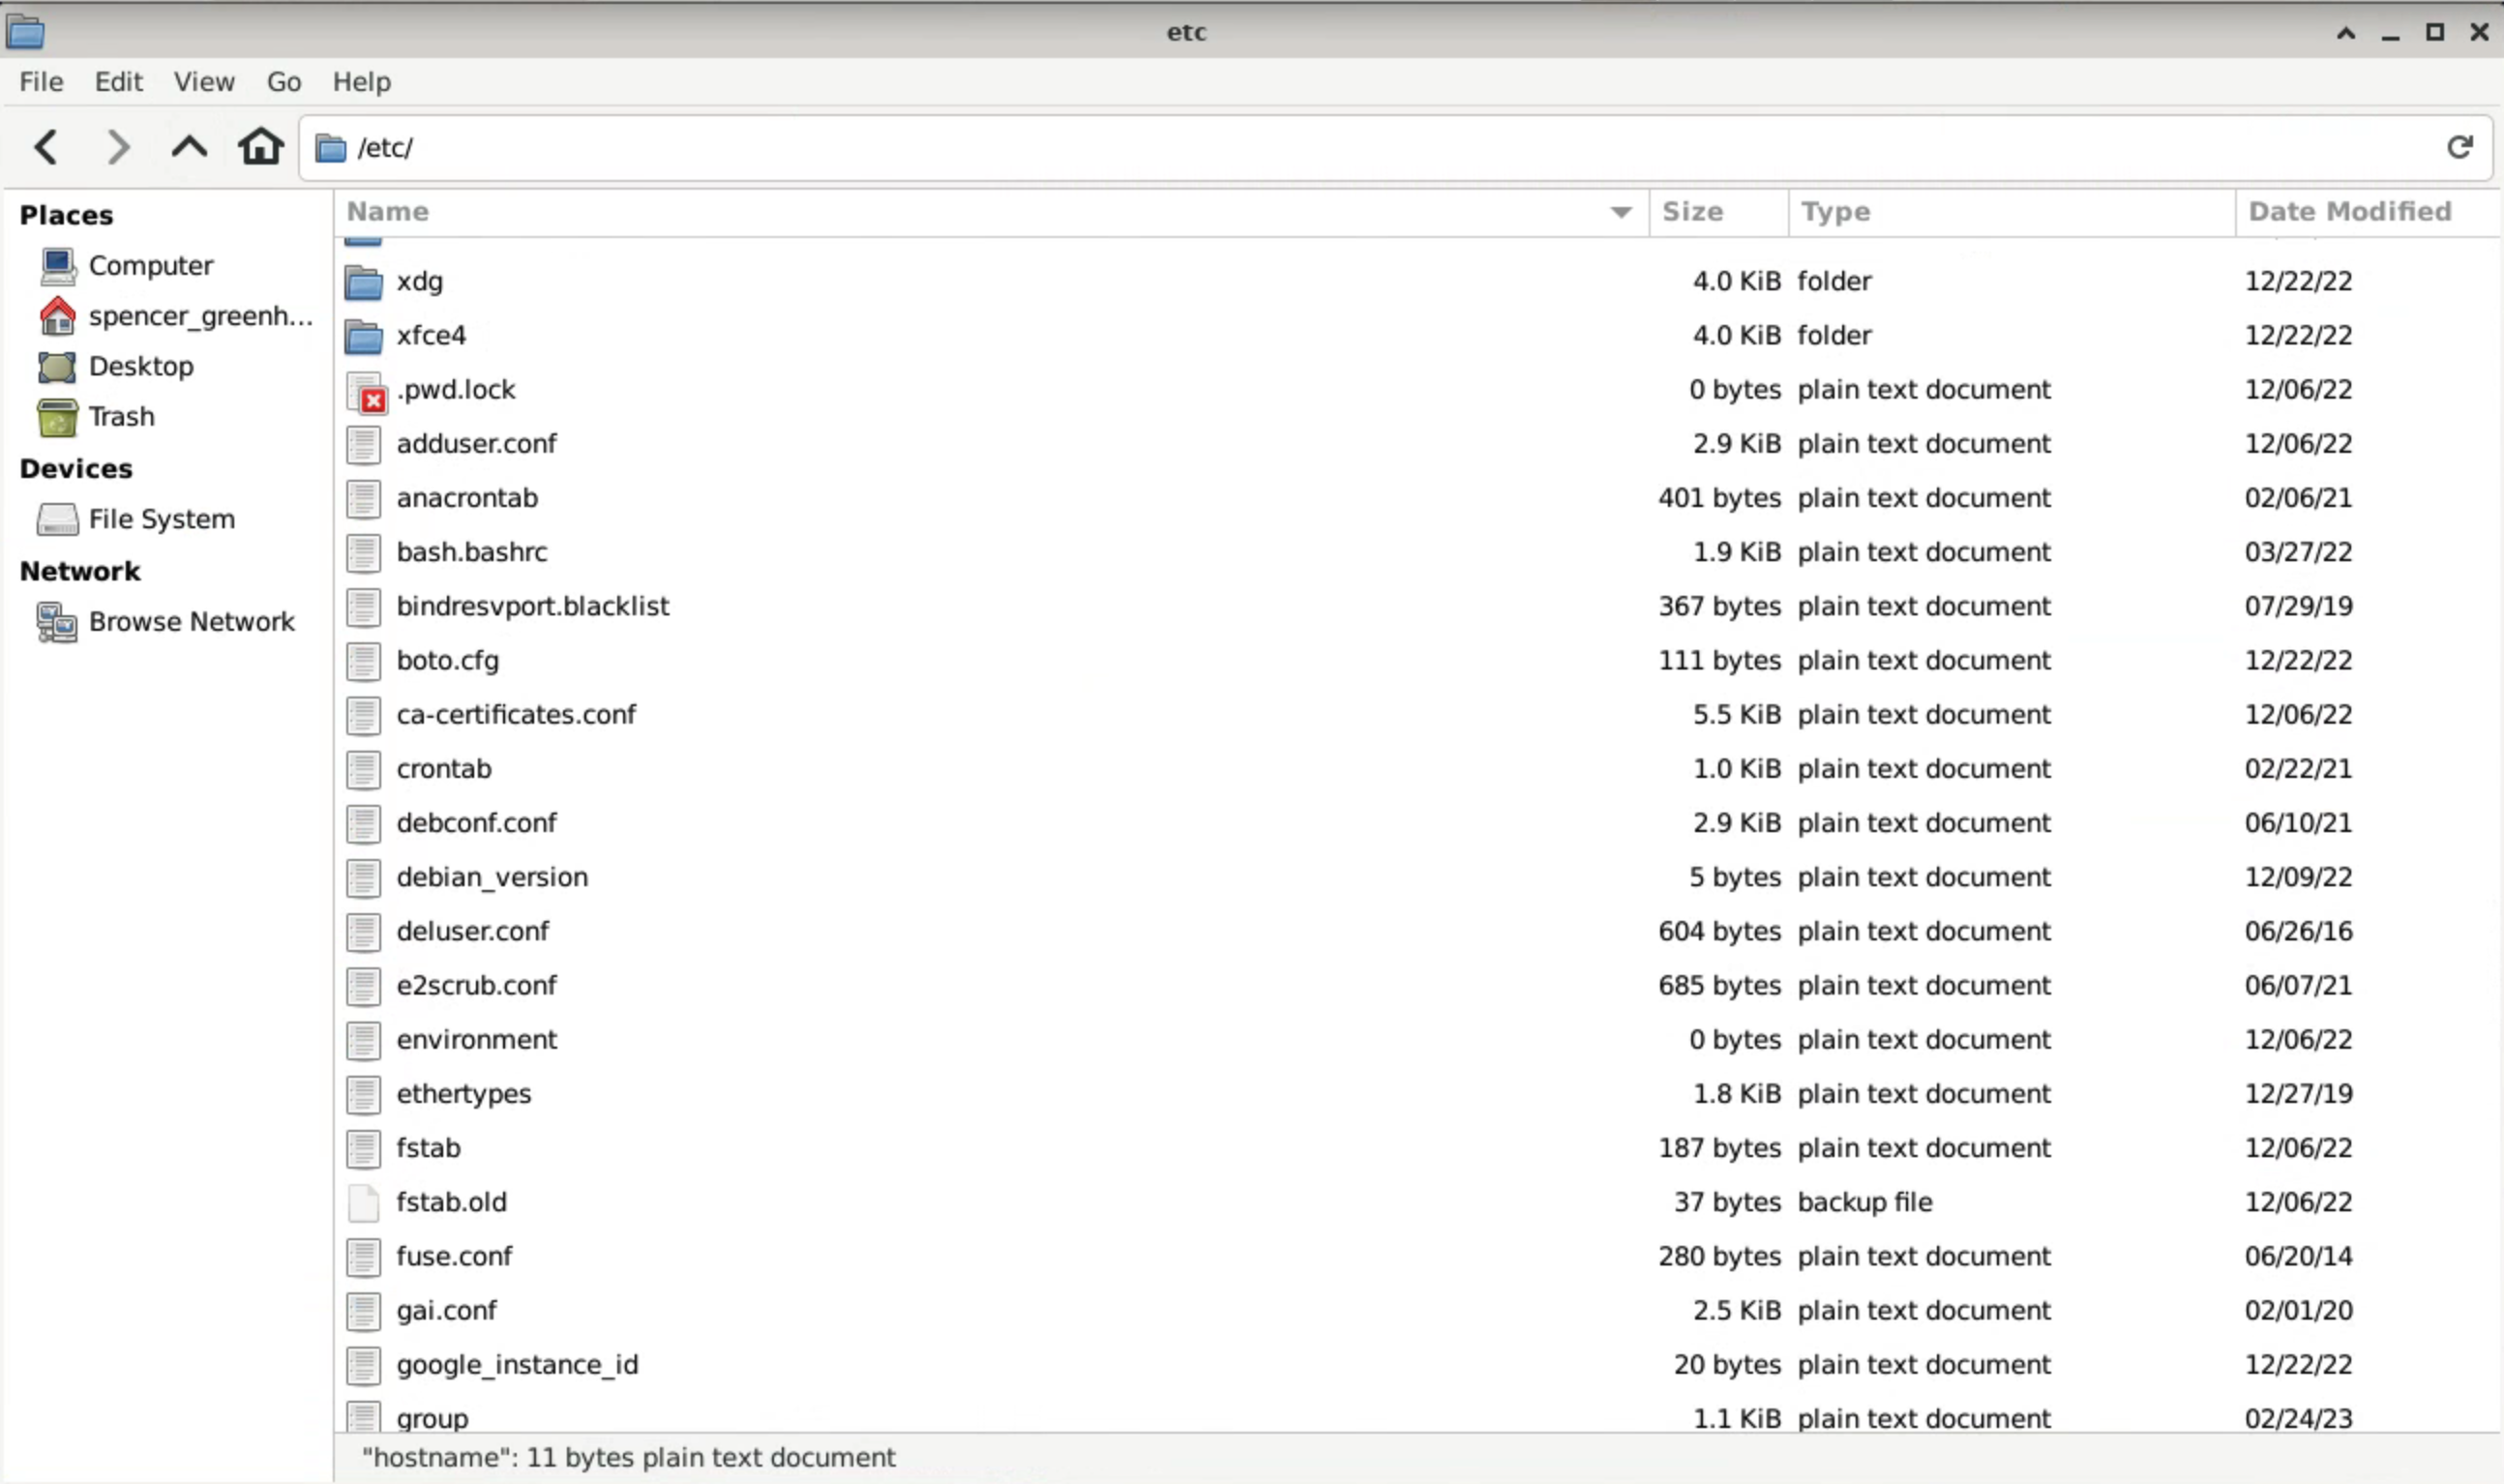 etc
File Edit View Go Help
/etc/
Places
Computer
spencer_greenh...
Desktop
Trash
Devices
File System
Network
Browse Network
Name Size Type Date Modified
xdg 4.0 KiB folder 12/22/22
xfce4 4.0 KiB folder 12/22/22
.pwd.lock 0 bytes plain text document 12/06/22
adduser.conf 2.9 KiB plain text document 12/06/22
anacrontab 401 bytes plain text document 02/06/21
bash.bashrc 1.9 KiB plain text document 03/27/22
bindresvport.blacklist 367 bytes plain text document 07/29/19
boto.cfg 111 bytes plain text document 12/22/22
ca-certificates.conf 5.5 KiB plain text document 12/06/22
crontab 1.0 KiB plain text document 02/22/21
debconf.conf 2.9 KiB plain text document 06/10/21
debian_version 5 bytes plain text document 12/09/22
deluser.conf 604 bytes plain text document 06/26/16
e2scrub.conf 685 bytes plain text document 06/07/21
environment 0 bytes plain text document 12/06/22
ethertypes 1.8 KiB plain text document 12/27/19
fstab 187 bytes plain text document 12/06/22
fstab.old 37 bytes backup file 12/06/22
fuse.conf 280 bytes plain text document 06/20/14
gai.conf 2.5 KiB plain text document 02/01/20
google_instance_id 20 bytes plain text document 12/22/22
group 1.1 KiB plain text document 02/24/23
"hostname": 11 bytes plain text document